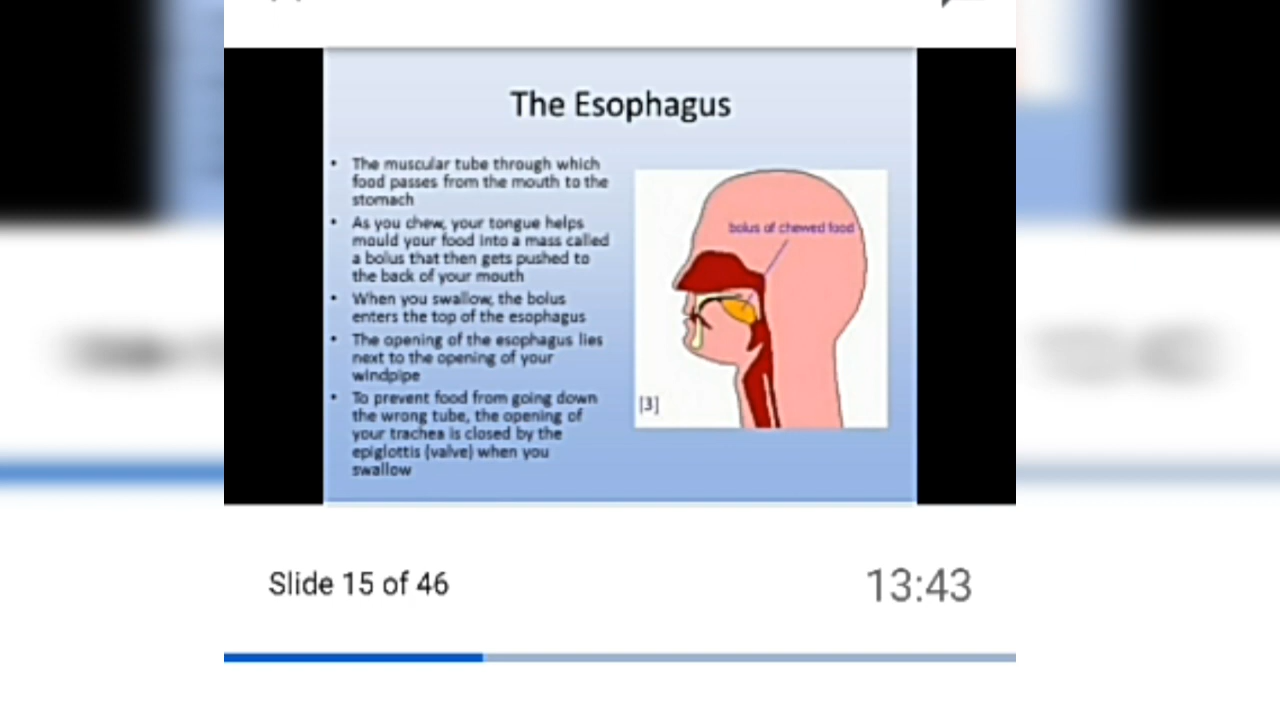 The Esophagus
• The muscular tube through which
food passes from the mouth to the
stomach
• As you chew, your tongue helps
mould your food into a mass called
a bolus that then gets pushed to
the back of your mouth
• When you swallow, the bolus
enters the top of the esophagus
• The opening of the esophagus lies
next to the opening of your
windpipe
• To prevent food from going down
the wrong tube, the opening of
your trachea is closed by the
epiglottis (valve) when you
swallow
bolus of chewed food
[3]
Slide 15 of 46
13:43